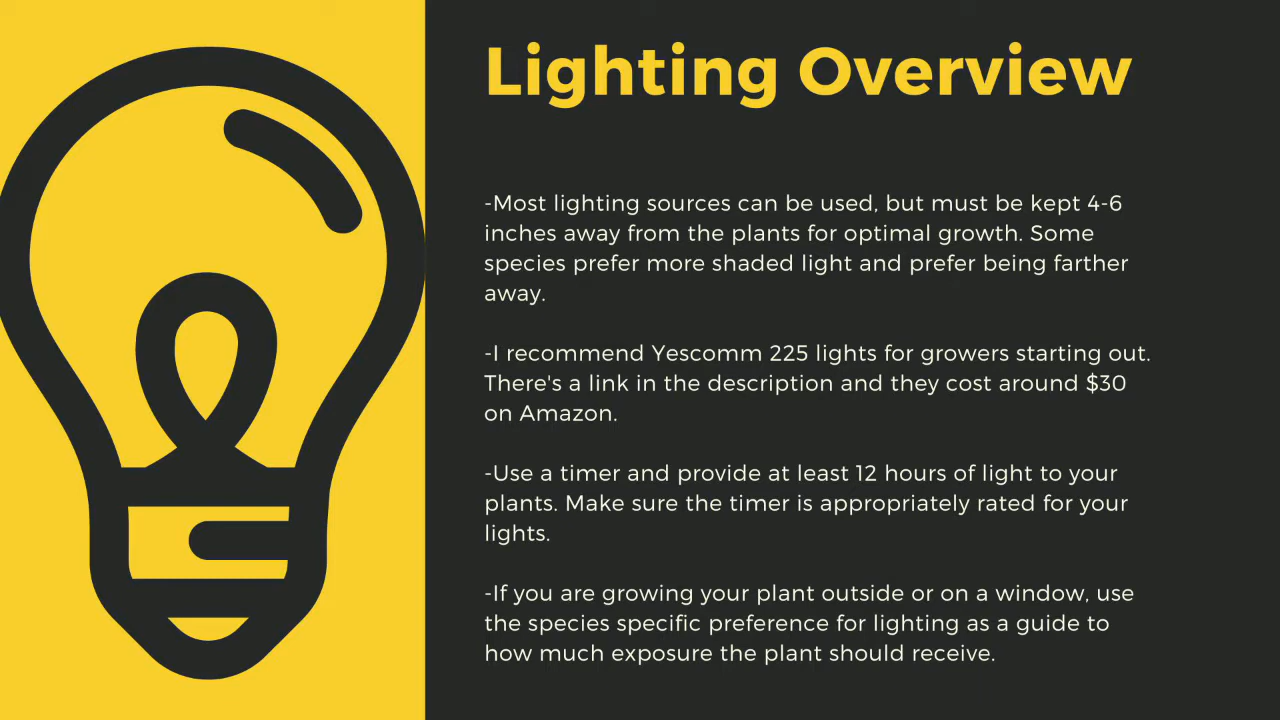 Lighting Overview
-Most lighting sources can be used, but must be kept 4-6
inches away from the plants for optimal growth. Some
species prefer more shaded light and prefer being farther
away.
-I recommend Yescomm 225 lights for growers starting out.
There's a link in the description and they cost around $30
on Amazon.
-Use a timer and provide at least 12 hours of light to your
plants. Make sure the timer is appropriately rated for your
lights.
-If you are growing your plant outside or on a window, use
the species specific preference for lighting as a guide to
how much exposure the plant should receive.